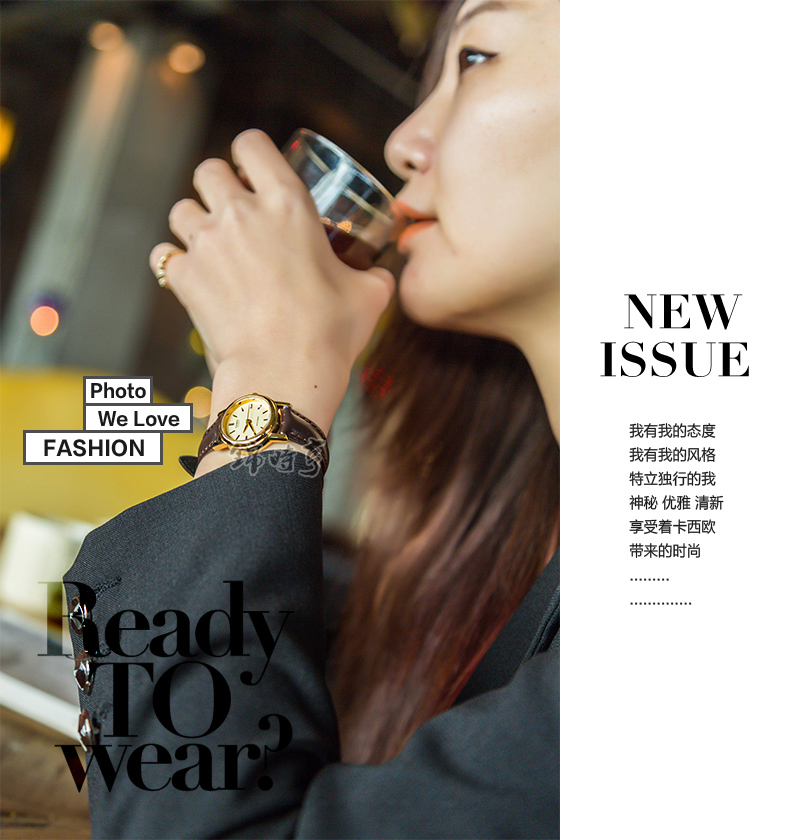 Photo
We Love
FASHION
Ready
TO
wear?
NEW
ISSUE
我有我的态度
我有我的风格
特立独行的我
神秘 优雅 清新
享受着卡西欧
带来的时尚
.........
..............